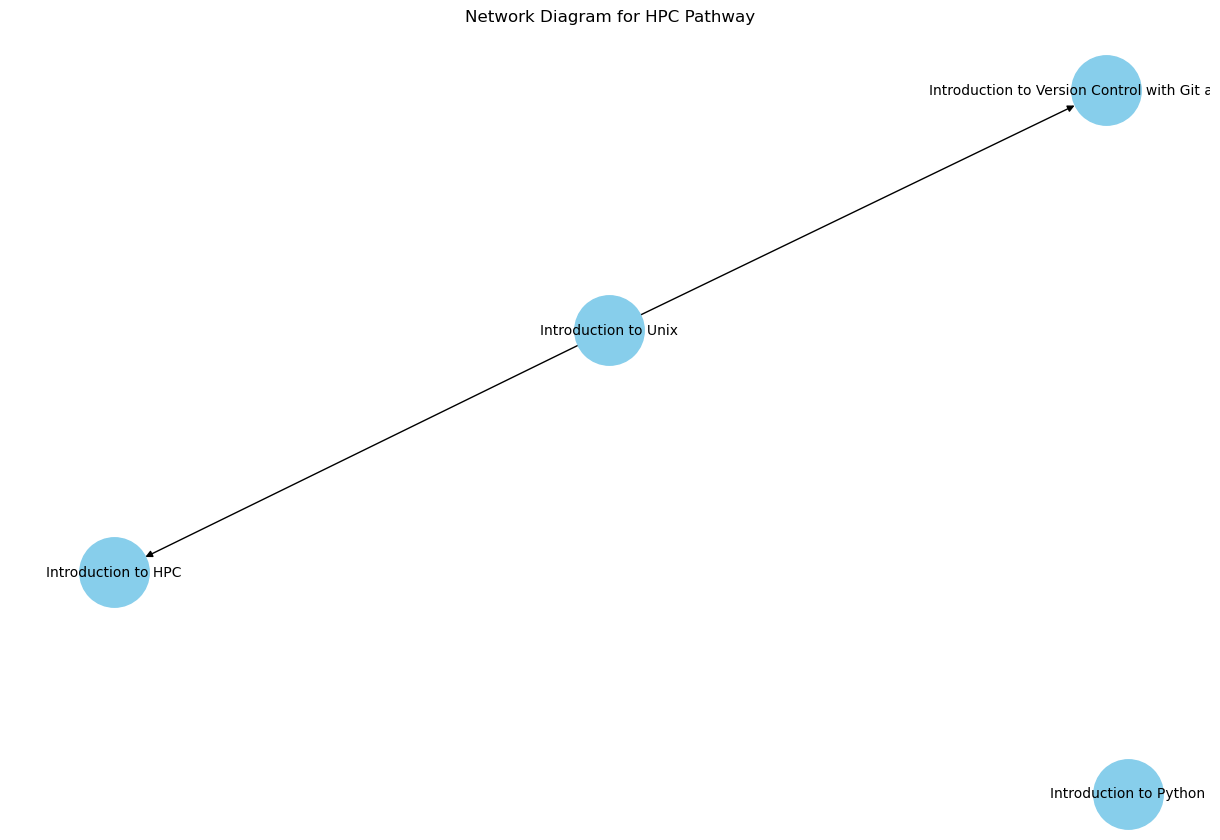 Network Diagram for HPC Pathway
Introduction to Version Control with Git a
Introduction to Unix
Introduction to HPC
Introduction to Python